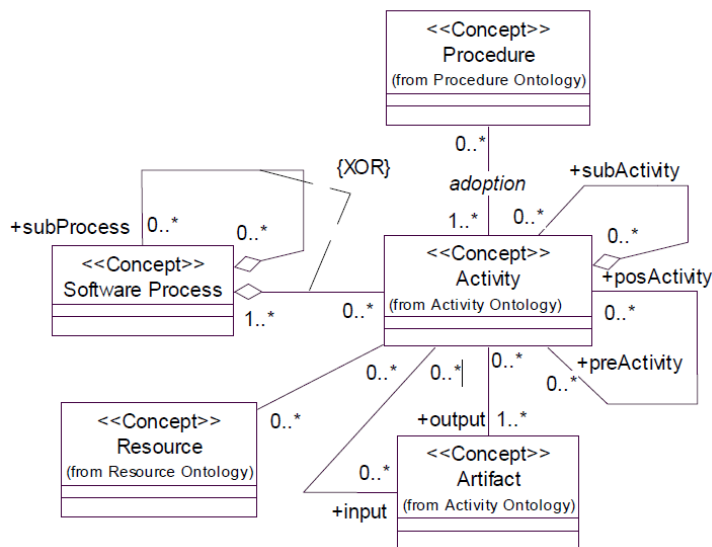 <<Concept>>
Procedure
(from Procedure Ontology)
0..*
{XOR}
+subActivity
adoption
+subProcess
0..*
0..*
1..*
0..*
0..*
<<Concept>>
Software Process
<<Concept>>
Activity
(from Activity Ontology)
+posActivity
1..*
0..*
0..*
+preActivity
0..*
0..*
0..*
0..*
0..*
<<Concept>>
Resource
(from Resource Ontology)
+output
1..*
<<Concept>>
Artifact
(from Activity Ontology)
0..*
+input